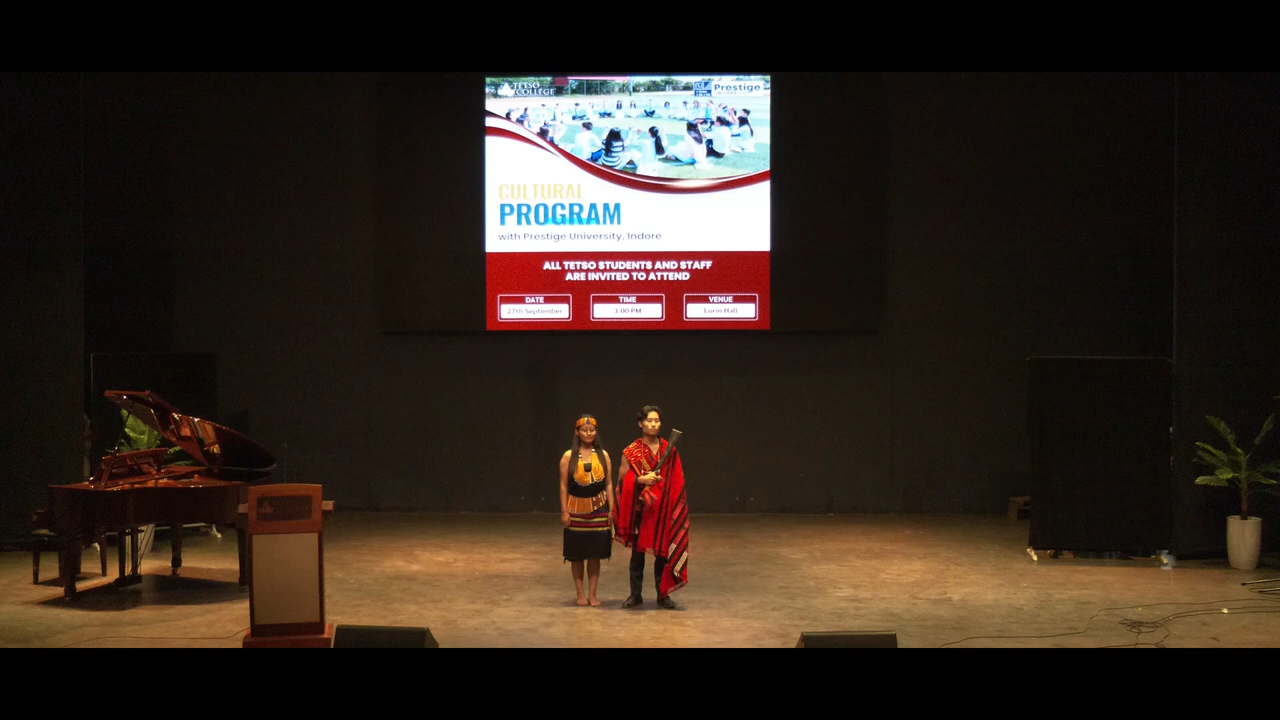 TETSO
COLLEGE
Prestige
CULTURAL
PROGRAM
with Prestige University, Indore
ALL TETSO STUDENTS AND STAFF
ARE INVITED TO ATTEND
DATE
27th September
TIME
3:00 PM
VENUE
Lorin Hall